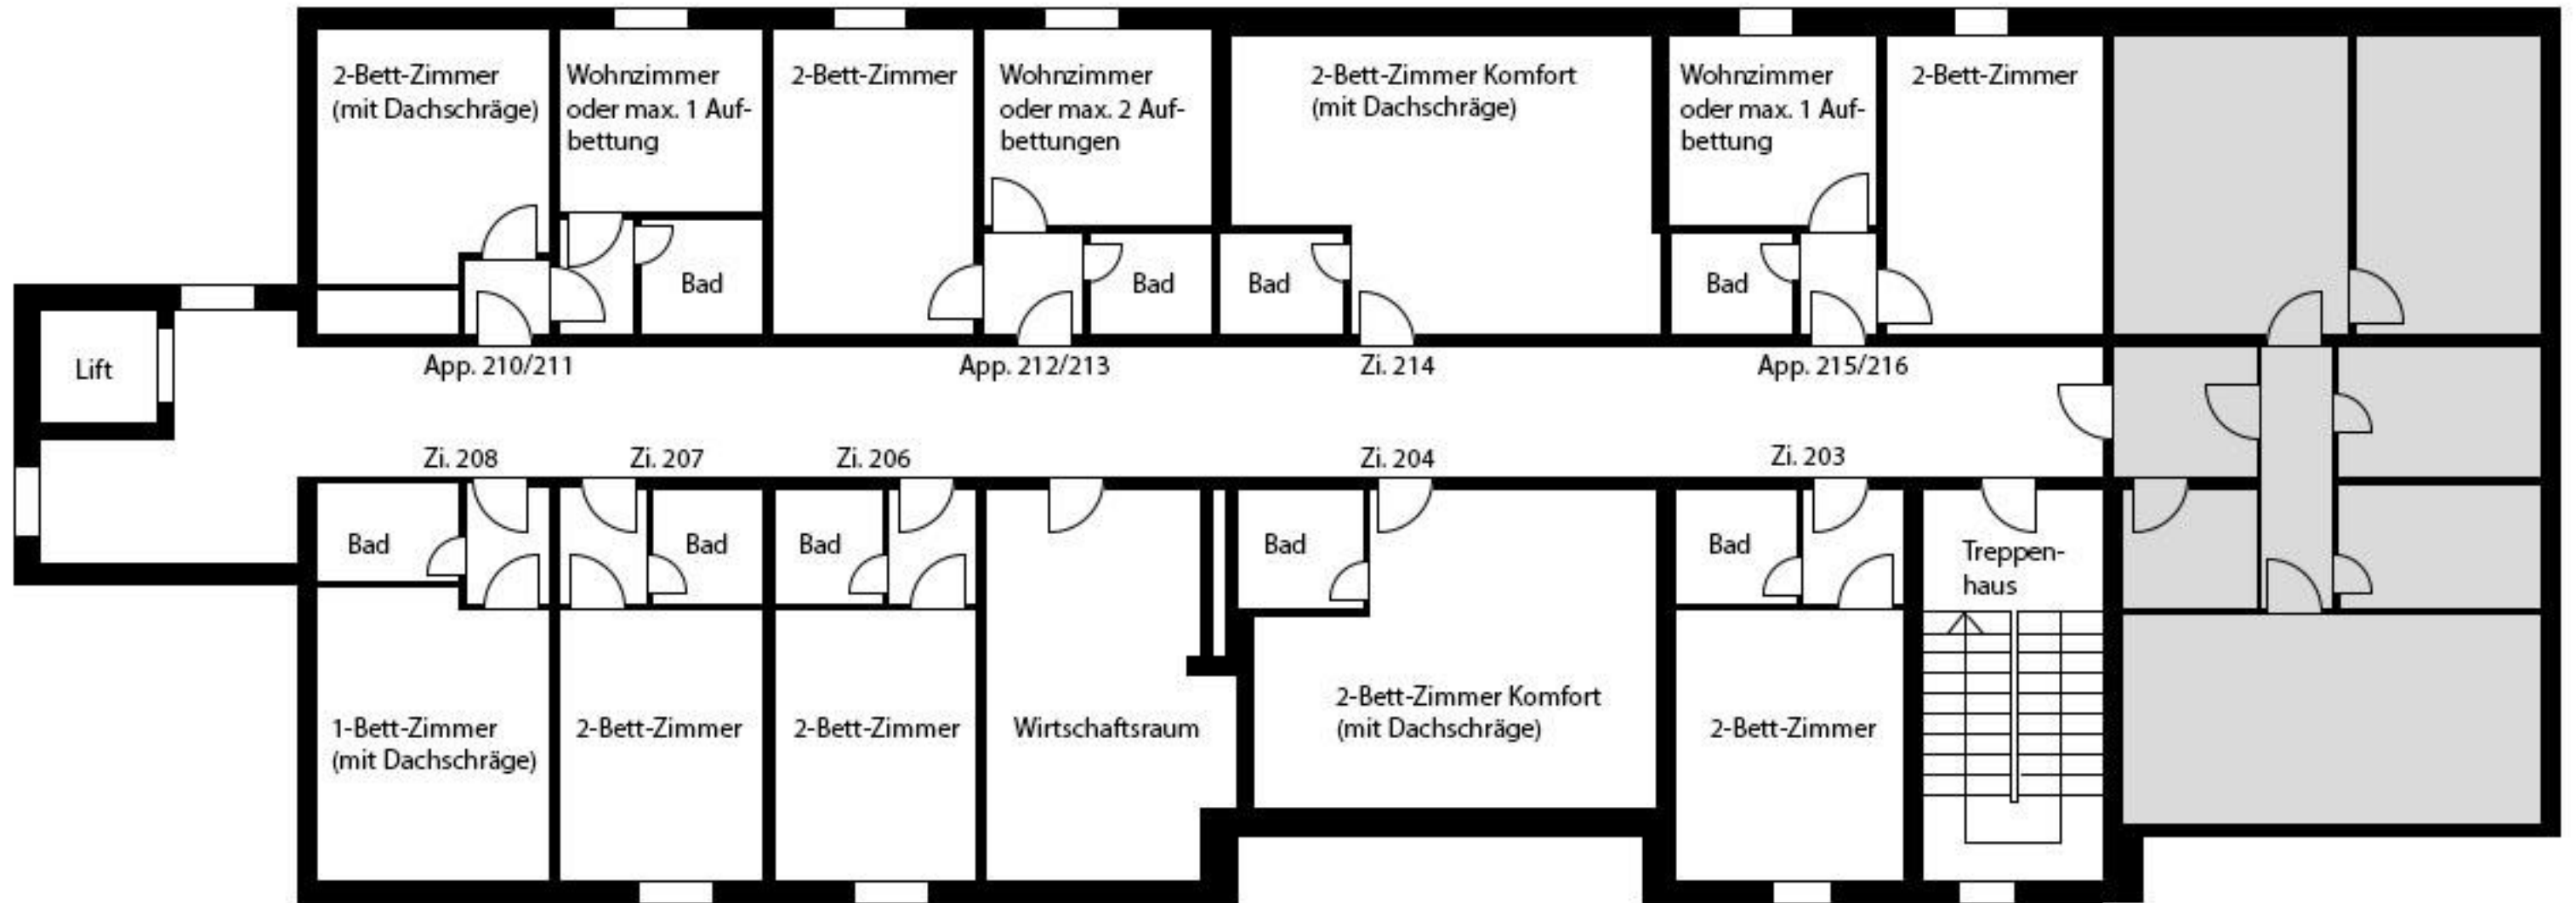 2-Bett-Zimmer
(mit Dachschräge)
Wohnzimmer
oder max. 1 Auf-
bettung
2-Bett-Zimmer
Wohnzimmer
oder max. 2 Auf-
bettungen
2-Bett-Zimmer Komfort
(mit Dachschräge)
Wohnzimmer
oder max. 1 Auf-
bettung
2-Bett-Zimmer
Bad
Bad
Bad
Bad
Lift
App. 210/211
App. 212/213
Zi. 214
App. 215/216
Zi. 208
Zi. 207
Zi. 206
Zi. 204
Zi. 203
Bad
Bad
Bad
Bad
Bad
Treppen-
haus
1-Bett-Zimmer
(mit Dachschräge)
2-Bett-Zimmer
2-Bett-Zimmer
Wirtschaftsraum
2-Bett-Zimmer Komfort
(mit Dachschräge)
2-Bett-Zimmer